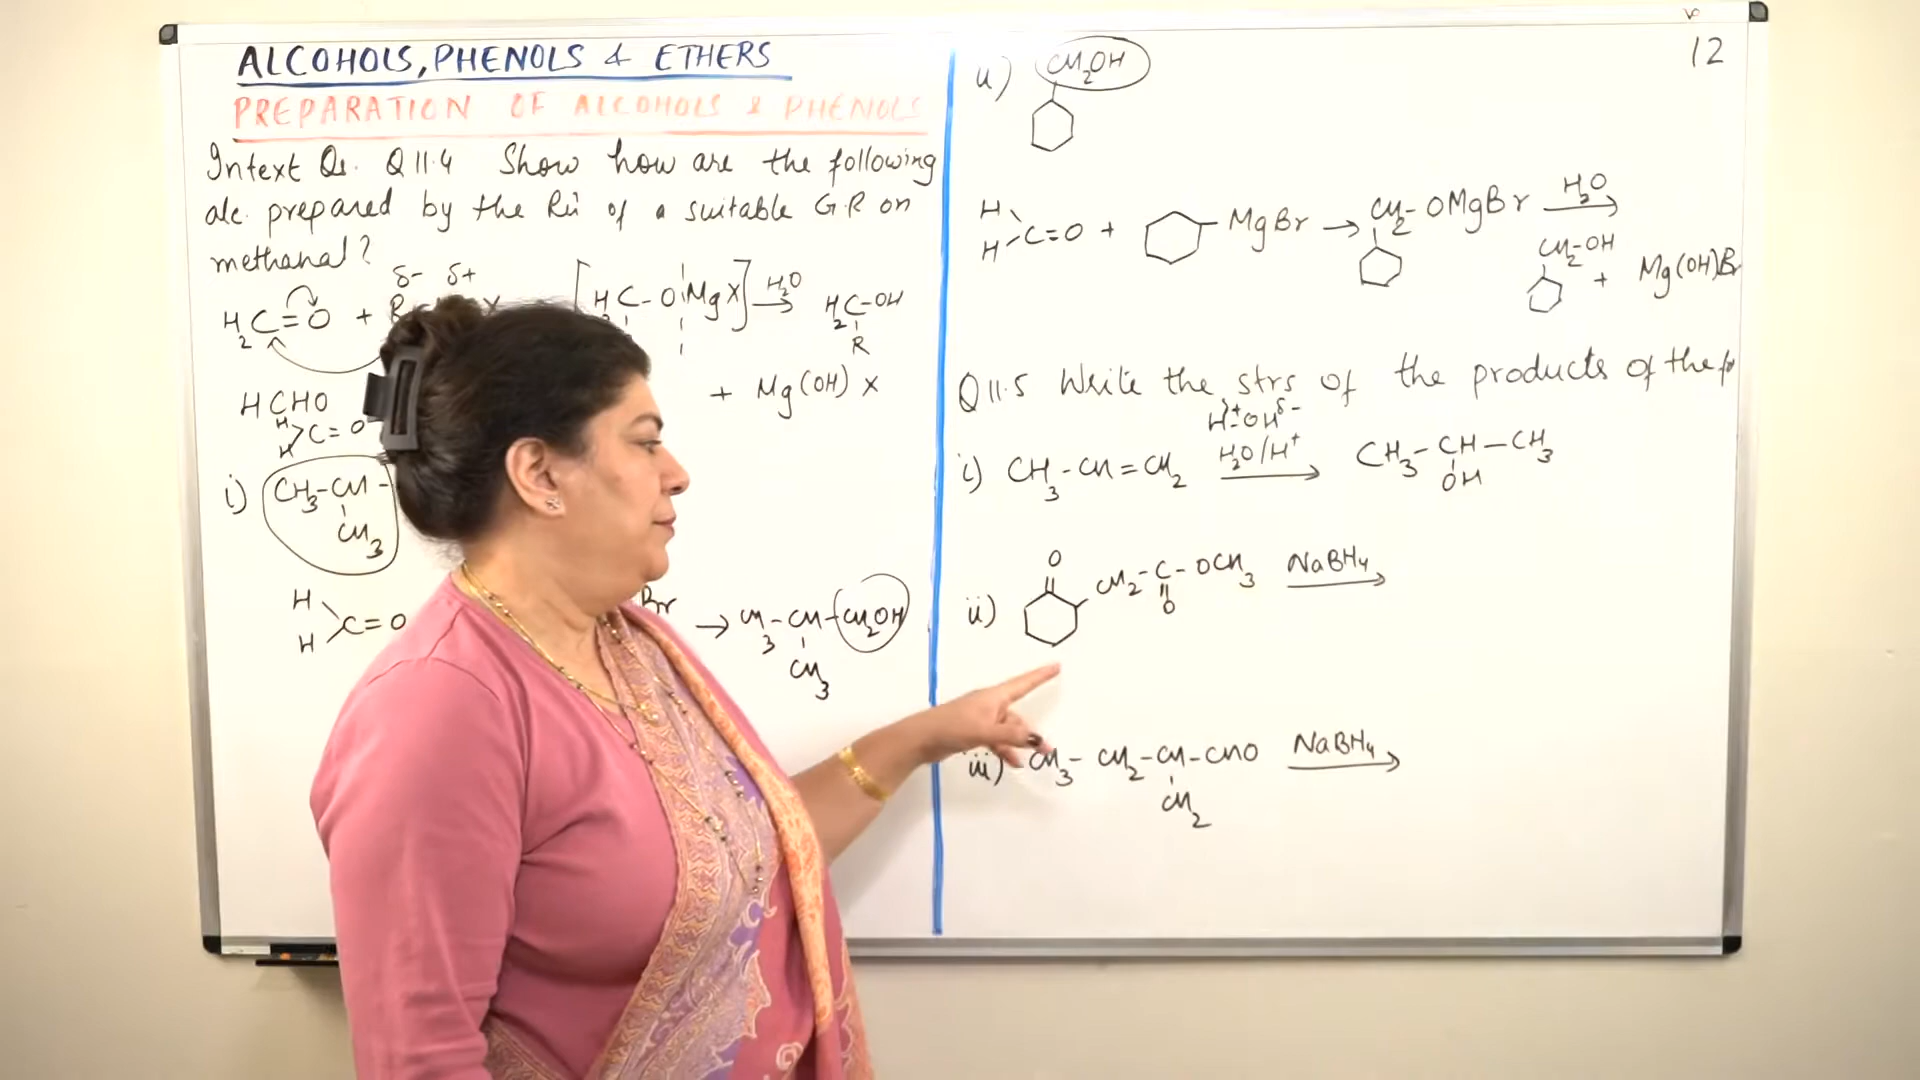 ALCOHOLS, PHENOLS & ETHERS
PREPARATION OF ALCOHOLS & PHENOLS
Intext Qs. Q 11.4 Show how are the following
alc. prepared by the Rn of a suitable G.R on
methanal?
δ- δ+
H2C=O +
[H2C-O MgX] H2O → H2C-OH
R
+ Mg(OH)X
HCHO
H
C=O
H
i) CH3-CH-
CH3
H
C=O
H
Br → CH3-CH-CH2OH
CH3
12
ii) CH2OH
H
H C=O + MgBr → CH2-OMgBr H2O →
CH2-OH + Mg(OH)Br
Q 11.5 Write the strs of the products of the
δ+ δ-
H-OH
i) CH3-CH=CH2 H2O/H+ → CH3-CH-CH3
OH
ii) O CH2-C-OCH3 NaBH4 →
O
iii) CH3-CH2-CH-CHO NaBH4 →
CH2